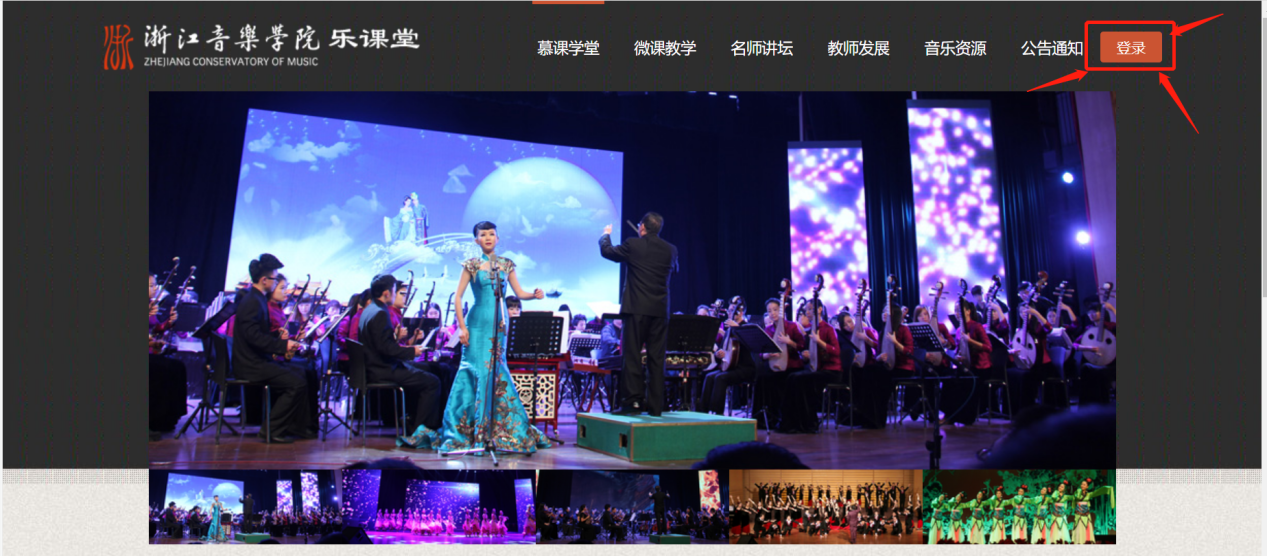 浙江音樂學院 乐课堂
ZHEJIANG CONSERVATORY OF MUSIC
慕课学堂 微课教学 名师讲坛 教师发展 音乐资源 公告通知 登录